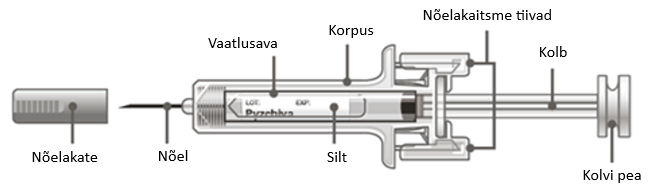 Nõelakaitsme tiivad
Korpus
Vaatlusava
Kolb
LOT: EXP:
Pyzchiva
Nõelakate
Nõel
Silt
Kolvi pea